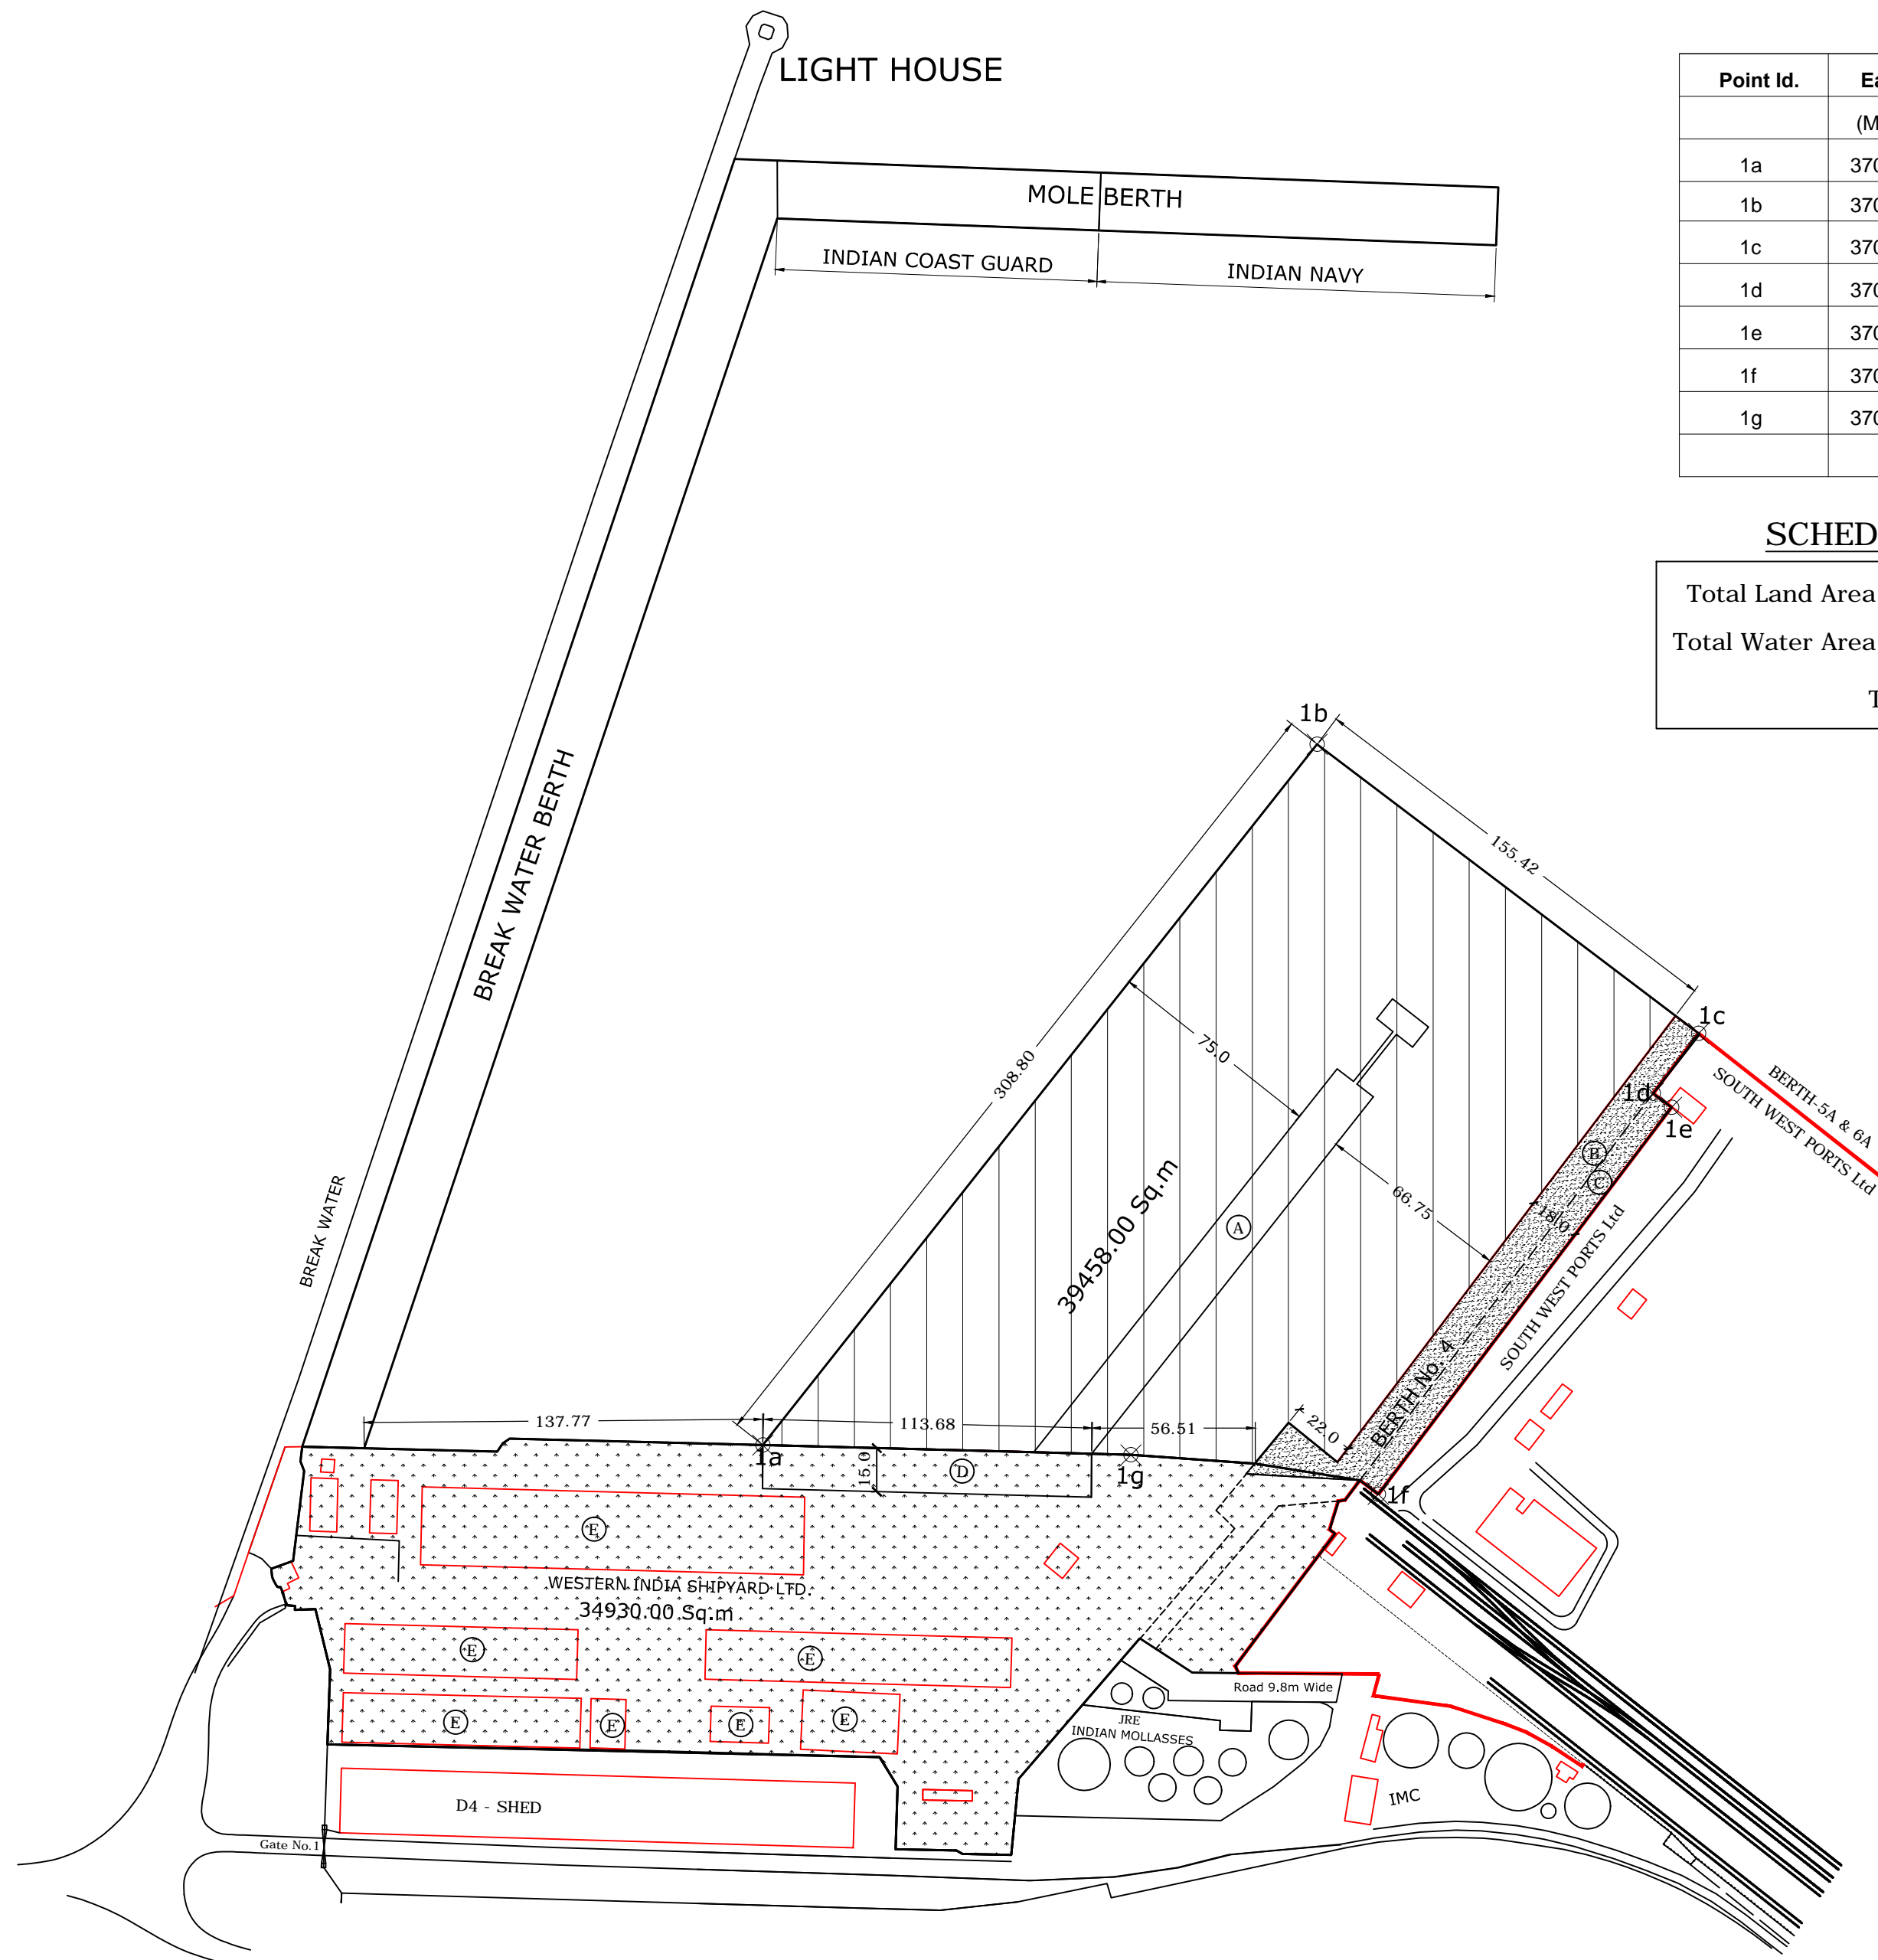 LIGHT HOUSE
MOLE BERTH
INDIAN COAST GUARD
INDIAN NAVY
Point Id.
1a
1b
1c
1d
1e
1f
1g
SCHED
Total Land Area
Total Water Area
T
BREAK WATER BERTH
BREAK WATER
1b
155.42
308.80
75.0
1c
1d
1e
BERTH-5A & 6A
SOUTH WEST PORTS Ltd
B
C
18.0
66.75
A
39458.00 Sq.m
SOUTH WEST PORTS Ltd
BERTH No. 4
137.77
113.68
56.51
22.0
1a
15.0
D
1g
1f
E
WESTERN INDIA SHIPYARD LTD.
34930.00 Sq.m
E
E
E
E
E
E
Road 9.8m Wide
JRE
INDIAN MOLLASSES
IMC
D4 - SHED
Gate No.1